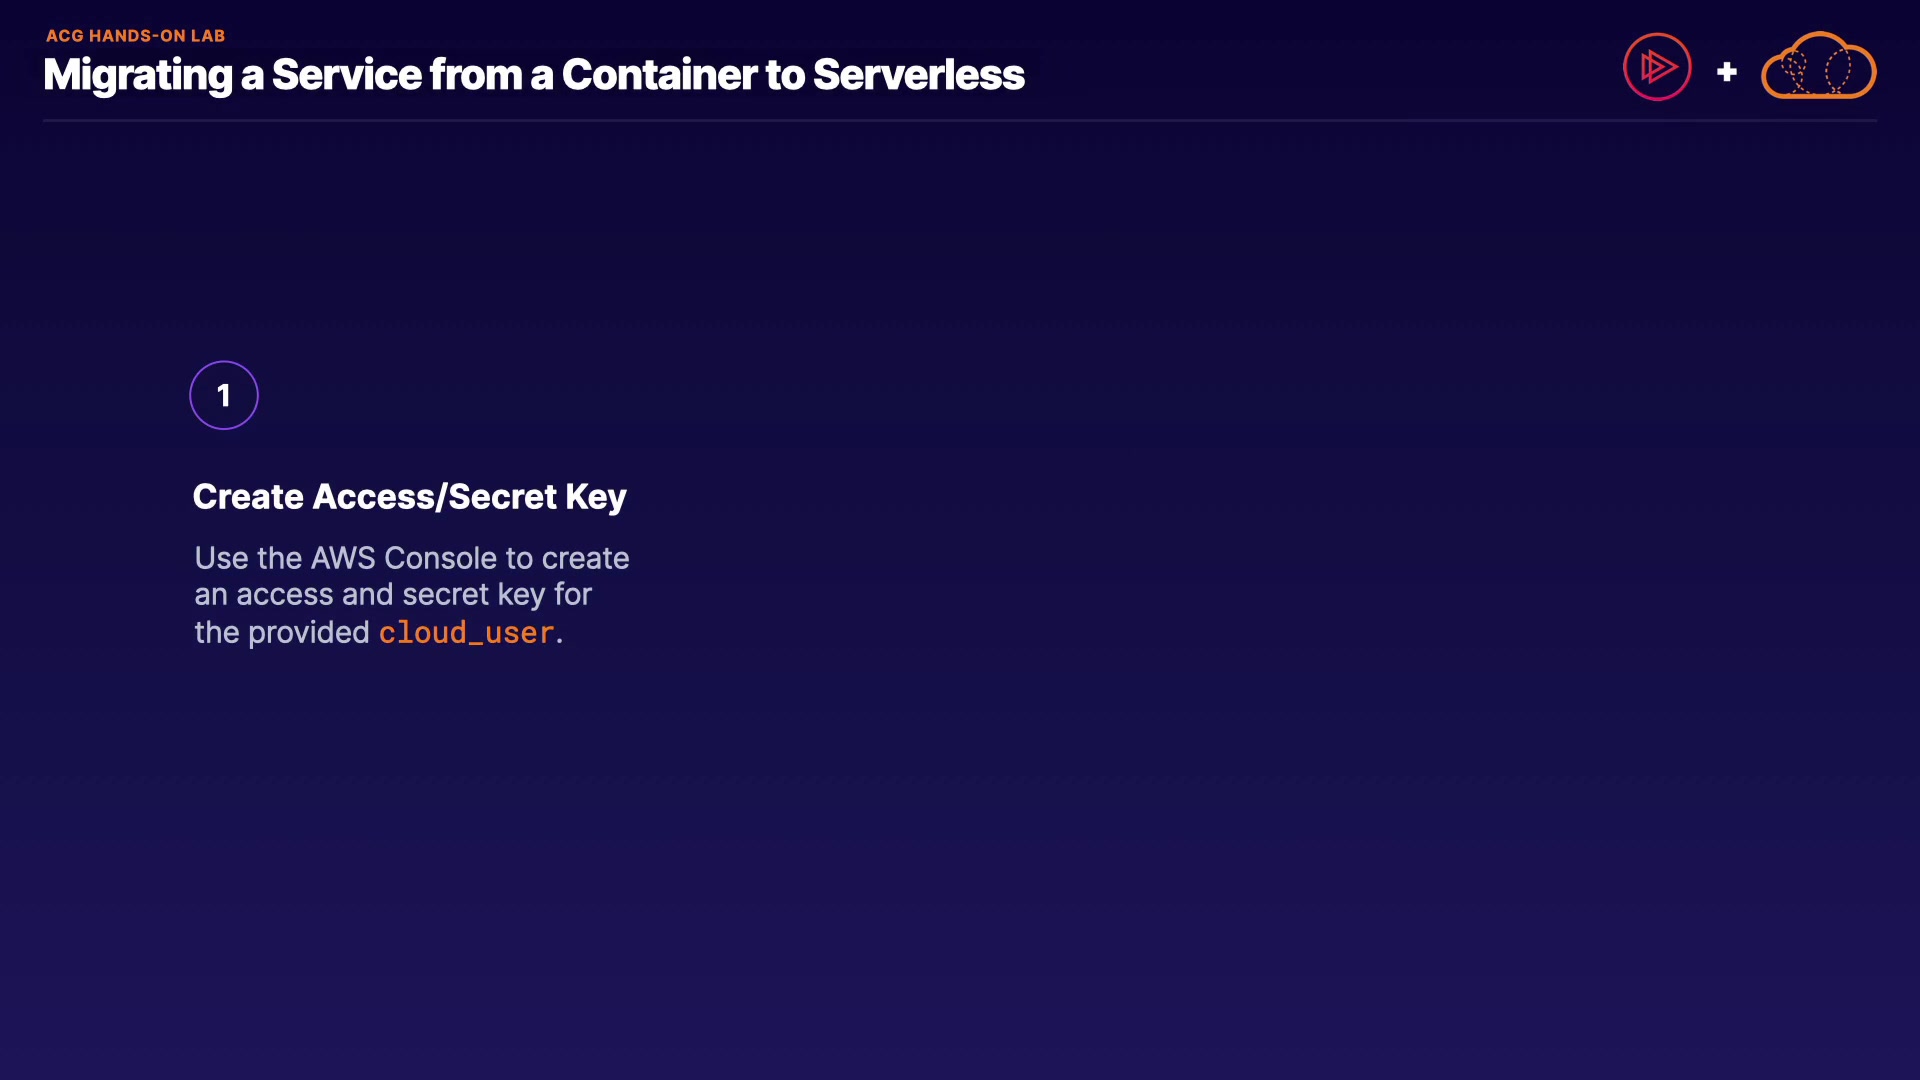 ACG HANDS-ON LAB
Migrating a Service from a Container to Serverless
+
1
Create Access/Secret Key
Use the AWS Console to create
an access and secret key for
the provided cloud_user.